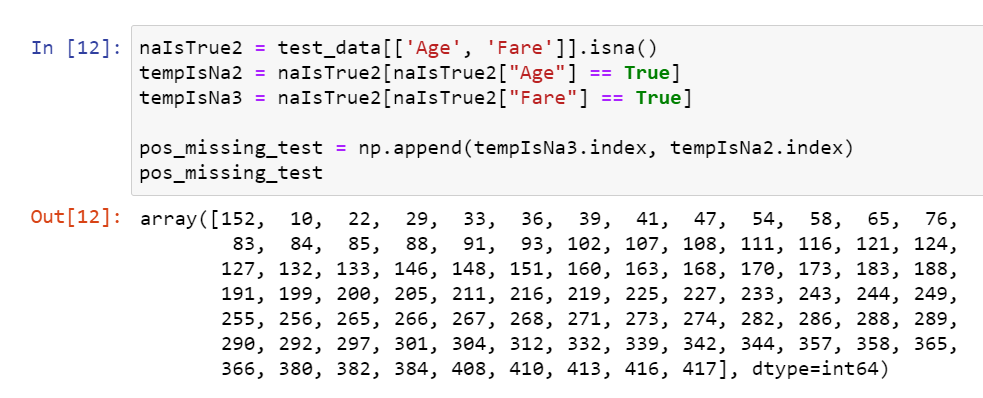 In [12]: naIsTrue2 = test_data[['Age', 'Fare']].isna()
tempIsNa2 = naIsTrue2[naIsTrue2["Age"] == True]
tempIsNa3 = naIsTrue2[naIsTrue2["Fare"] == True]
pos_missing_test = np.append(tempIsNa3.index, tempIsNa2.index)
pos_missing_test
Out[12]: array([152, 10, 22, 29, 33, 36, 39, 41, 47, 54, 58, 65, 76,
83, 84, 85, 88, 91, 93, 102, 107, 108, 111, 116, 121, 124,
127, 132, 133, 146, 148, 151, 160, 163, 168, 170, 173, 183, 188,
191, 199, 200, 205, 211, 216, 219, 225, 227, 233, 243, 244, 249,
255, 256, 265, 266, 267, 268, 271, 273, 274, 282, 286, 288, 289,
290, 292, 297, 301, 304, 312, 332, 339, 342, 344, 357, 358, 365,
366, 380, 382, 384, 408, 410, 413, 416, 417], dtype=int64)